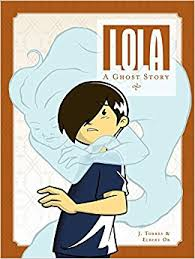 LOLA
A GHOST STORY
J. TORRES &
ELBERT OR